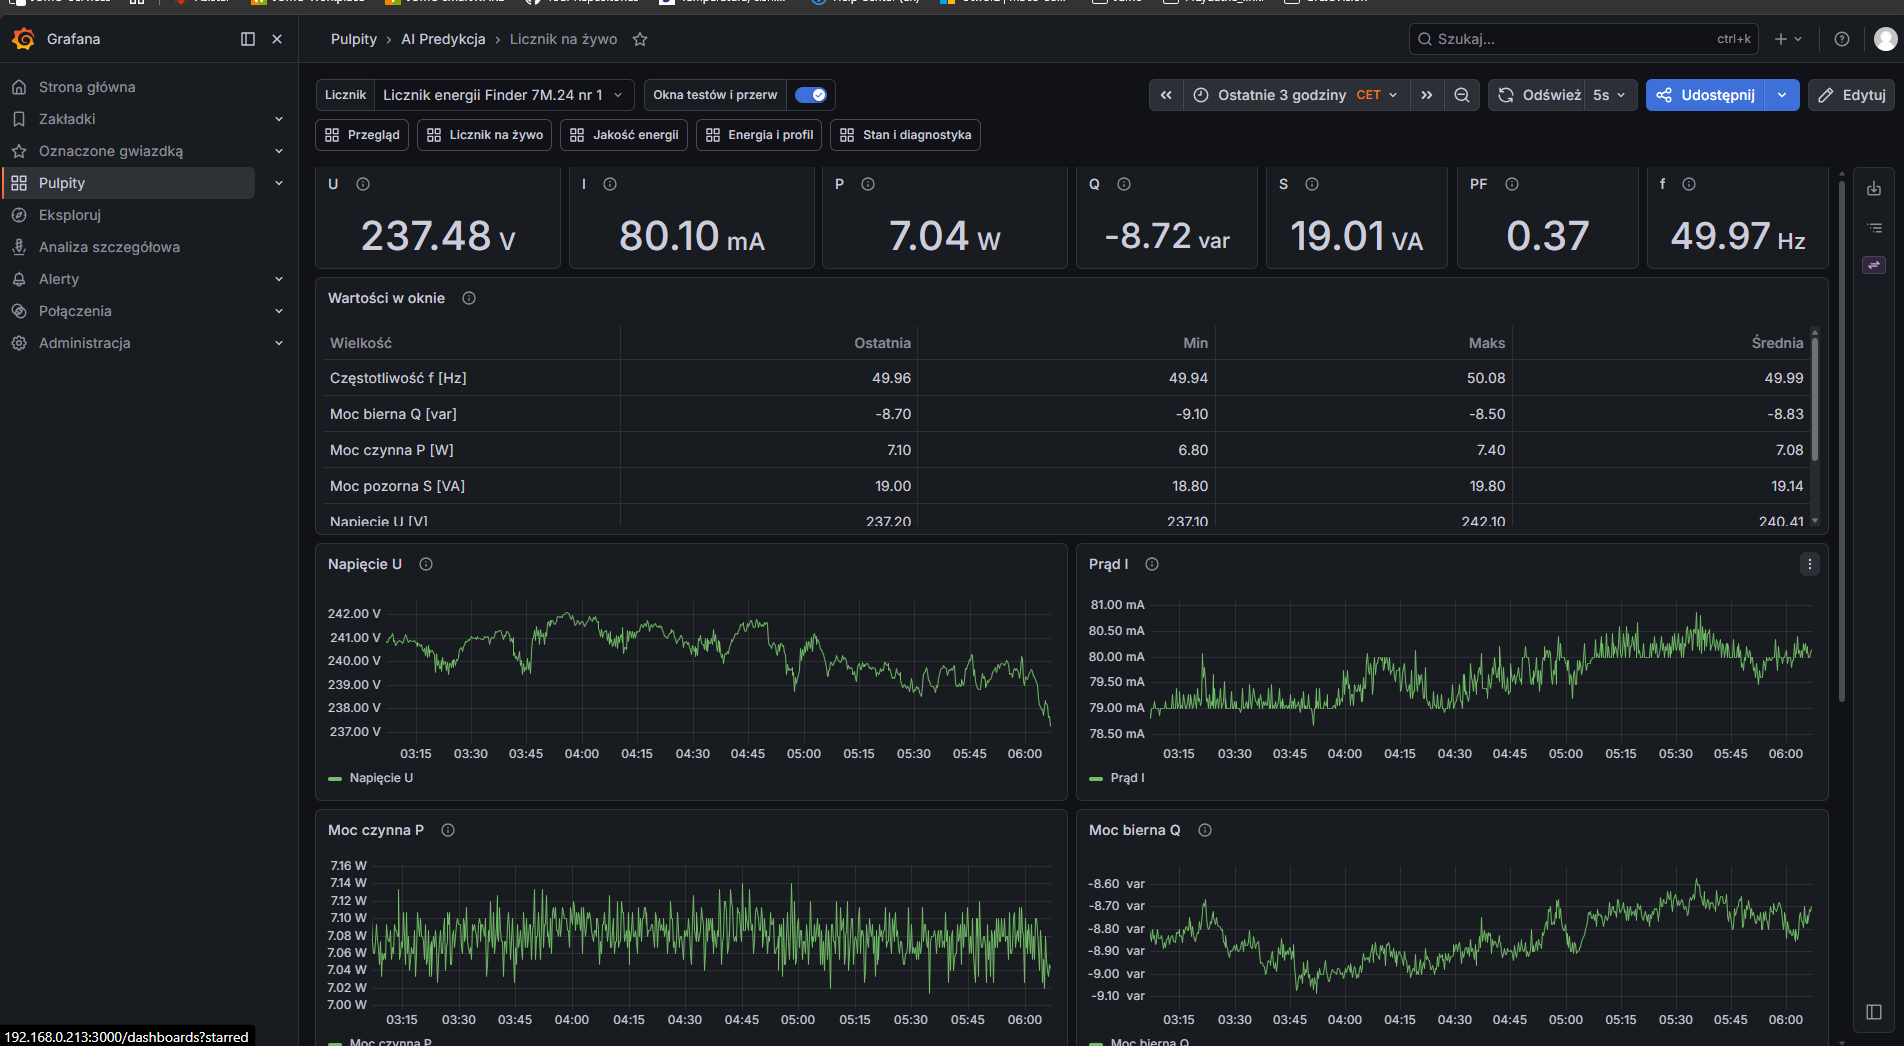 Grafana
Pulpity › AI Predykcja › Licznik na żywo
Szukaj... ctrl+k
Strona główna
Zakładki
Oznaczone gwiazdką
Pulpity
Eksploruj
Analiza szczegółowa
Alerty
Połączenia
Administracja
Licznik Licznik energii Finder 7M.24 nr 1 Okna testów i przerw
Ostatnie 3 godziny CET Odśwież 5s Udostępnij Edytuj
Przegląd Licznik na żywo Jakość energii Energia i profil Stan i diagnostyka
U I P Q S PF f
237.48 V 80.10 mA 7.04 W -8.72 var 19.01 VA 0.37 49.97 Hz
Wartości w oknie
Wielkość Ostatnia Min Maks Średnia
Częstotliwość f [Hz] 49.96 49.94 50.08 49.99
Moc bierna Q [var] -8.70 -9.10 -8.50 -8.83
Moc czynna P [W] 7.10 6.80 7.40 7.08
Moc pozorna S [VA] 19.00 18.80 19.80 19.14
Napięcie U [V] 237.20 237.10 242.10 240.41
Napięcie U
242.00 V
241.00 V
240.00 V
239.00 V
238.00 V
237.00 V
03:15 03:30 03:45 04:00 04:15 04:30 04:45 05:00 05:15 05:30 05:45 06:00
Napięcie U
Prąd I
81.00 mA
80.50 mA
80.00 mA
79.50 mA
79.00 mA
78.50 mA
03:15 03:30 03:45 04:00 04:15 04:30 04:45 05:00 05:15 05:30 05:45 06:00
Prąd I
Moc czynna P
7.16 W
7.14 W
7.12 W
7.10 W
7.08 W
7.06 W
7.04 W
7.02 W
7.00 W
03:15 03:30 03:45 04:00 04:15 04:30 04:45 05:00 05:15 05:30 05:45 06:00
Moc czynna P
Moc bierna Q
-8.60 var
-8.70 var
-8.80 var
-8.90 var
-9.00 var
-9.10 var
03:15 03:30 03:45 04:00 04:15 04:30 04:45 05:00 05:15 05:30 05:45 06:00
Moc bierna Q
192.168.0.213:3000/dashboards?starred